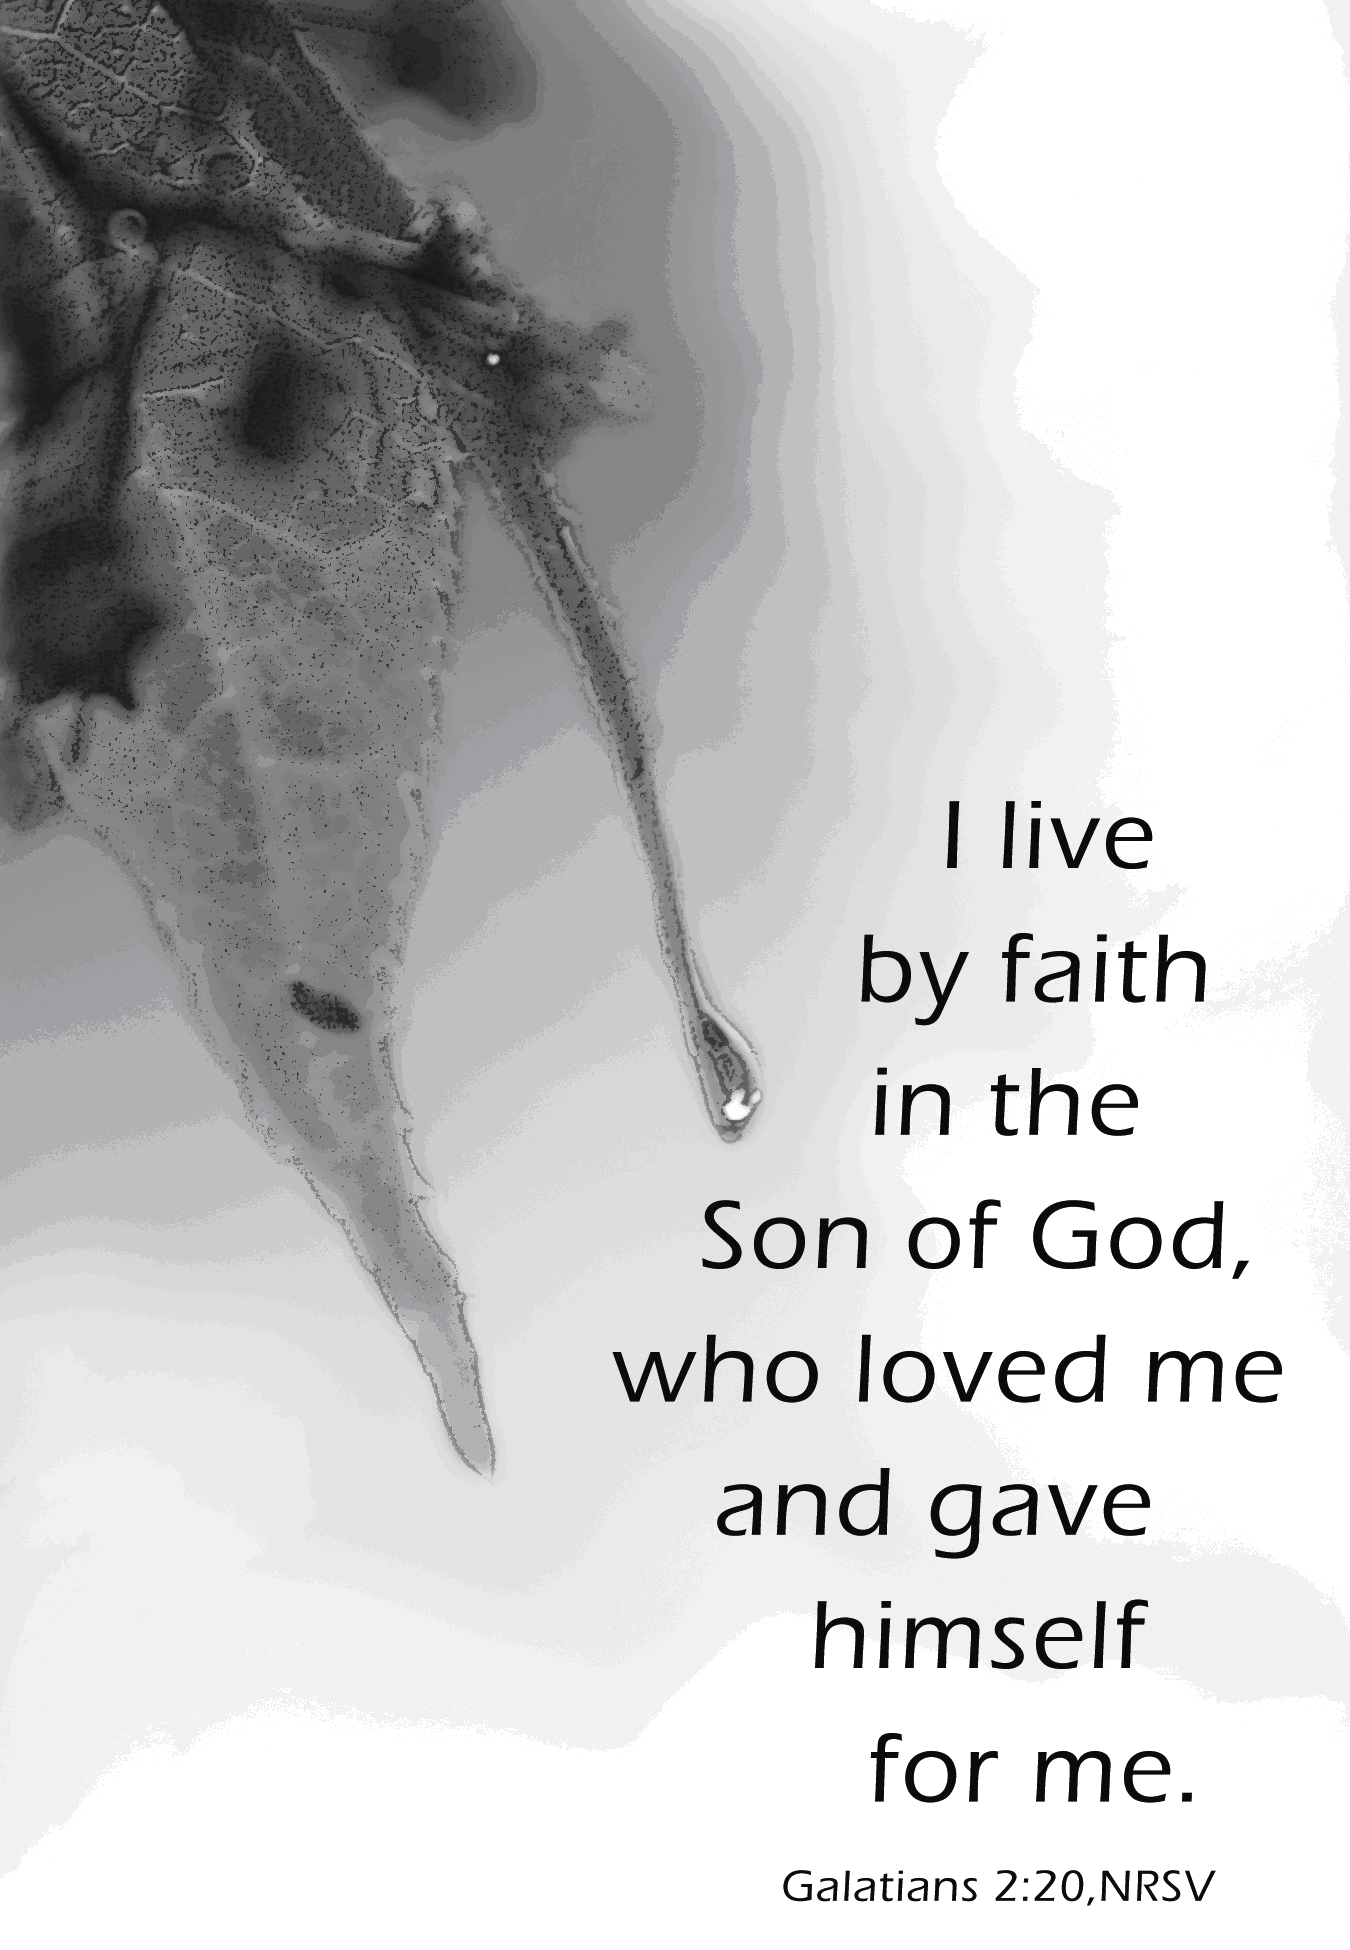 I live
by faith
in the
Son of God,
who loved me
and gave
himself
for me.
Galatians 2:20,NRSV